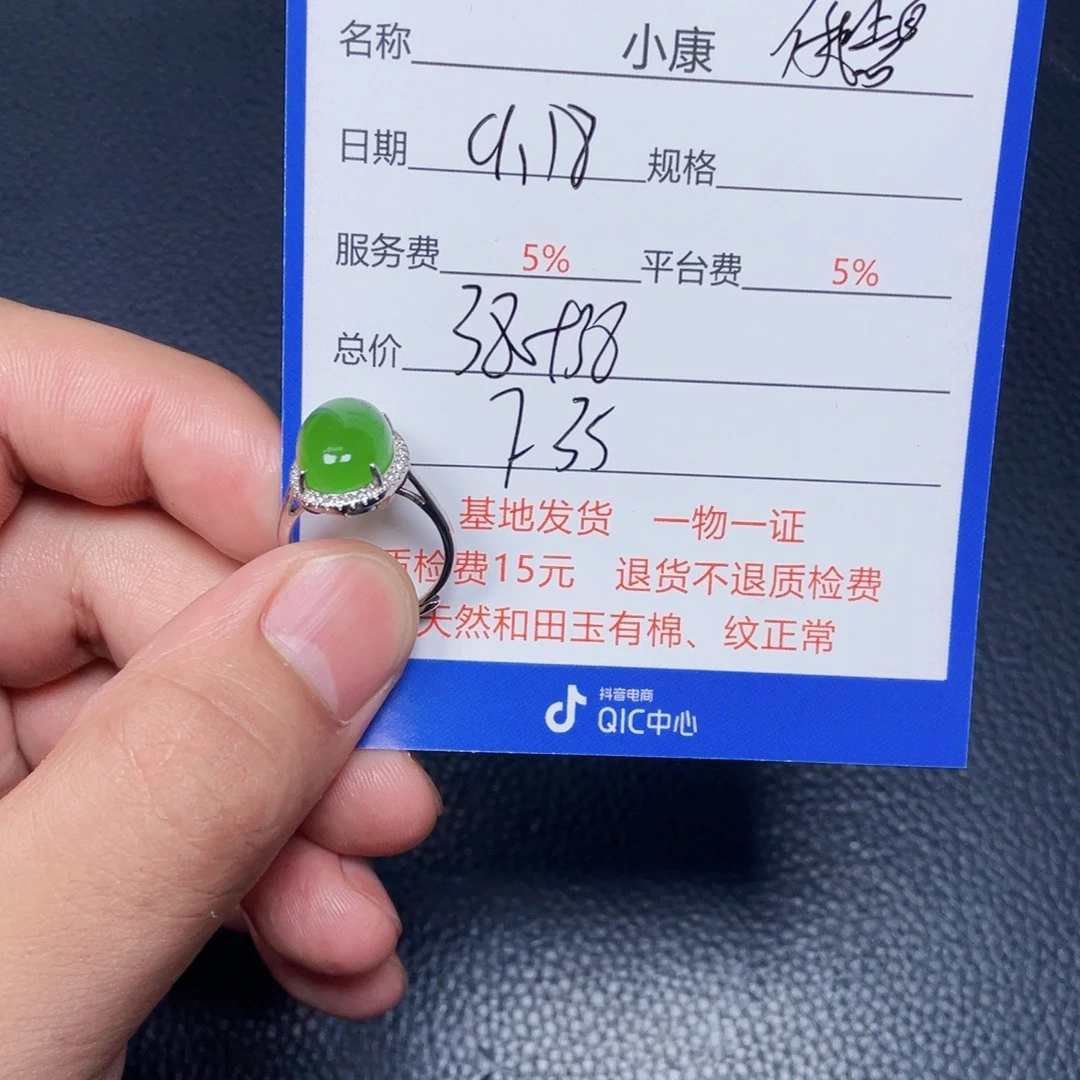 名称 小康
日期 9.18 规格
服务费 5% 平台费 5%
总价
735
基地发货 一物一证
质检费15元 退货不退质检费
天然和田玉有棉、纹正常
抖音电商
QIC中心